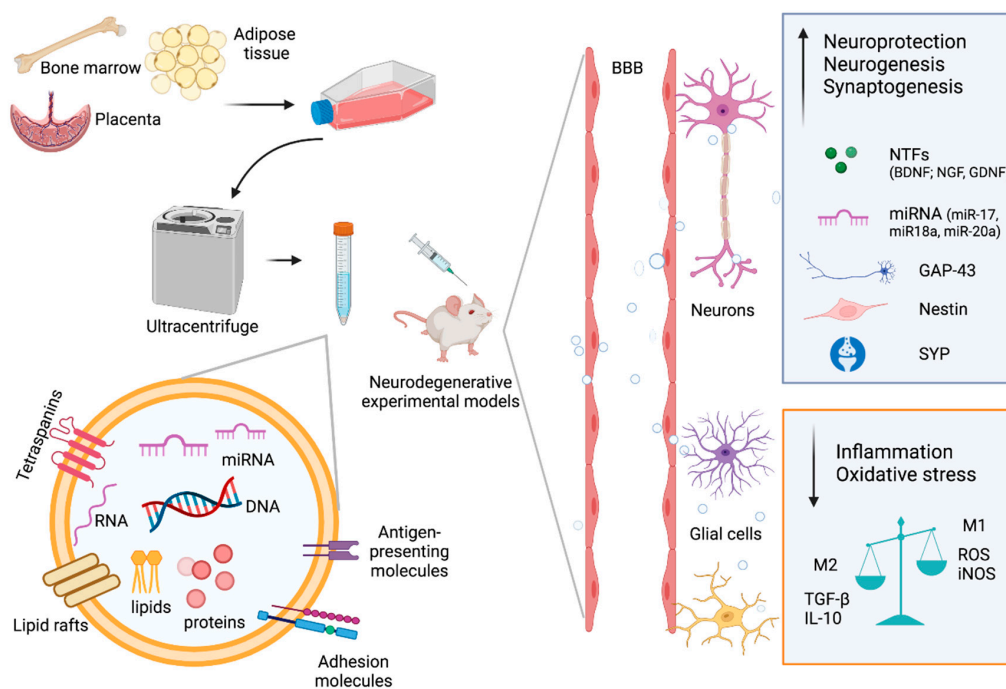 Adipose
tissue
Bone marrow
Placenta
Ultracentrifuge
Neurodegenerative
experimental models
Tetraspanins
miRNA
RNA
DNA
lipids
proteins
Lipid rafts
Antigen-
presenting
molecules
Adhesion
molecules
BBB
Neurons
Glial cells
Neuroprotection
Neurogenesis
Synaptogenesis
NTFs
(BDNF; NGF, GDNF
miRNA (miR-17,
miR18a, miR-20a)
GAP-43
Nestin
SYP
Inflammation
Oxidative stress
M1
ROS
iNOS
M2
TGF-β
IL-10